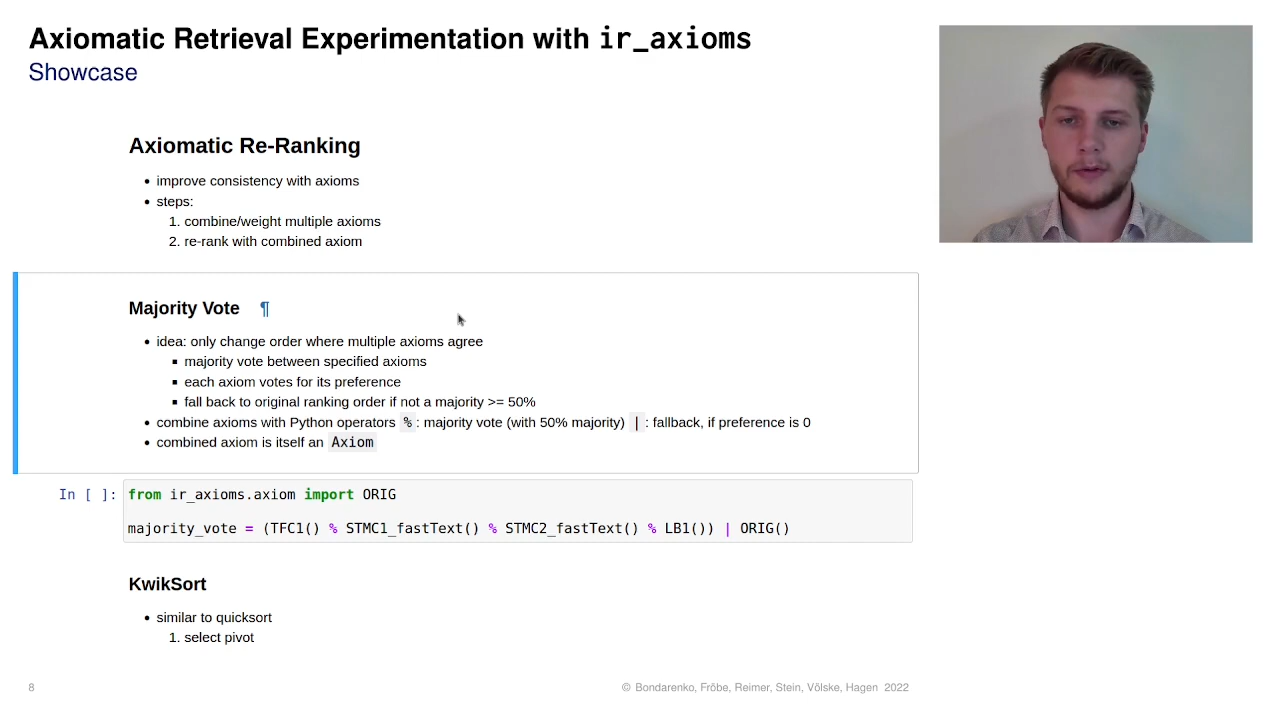 Axiomatic Retrieval Experimentation with ir_axioms
Showcase
Axiomatic Re-Ranking
• improve consistency with axioms
• steps:
1. combine/weight multiple axioms
2. re-rank with combined axiom
Majority Vote ¶
• idea: only change order where multiple axioms agree
▪ majority vote between specified axioms
▪ each axiom votes for its preference
▪ fall back to original ranking order if not a majority >= 50%
• combine axioms with Python operators % : majority vote (with 50% majority) | : fallback, if preference is 0
• combined axiom is itself an Axiom
In [ ]: from ir_axioms.axiom import ORIG
majority_vote = (TFC1() % STMC1_fastText() % STMC2_fastText() % LB1()) | ORIG()
KwikSort
• similar to quicksort
1. select pivot
8
© Bondarenko, Fröbe, Reimer, Stein, Völske, Hagen 2022